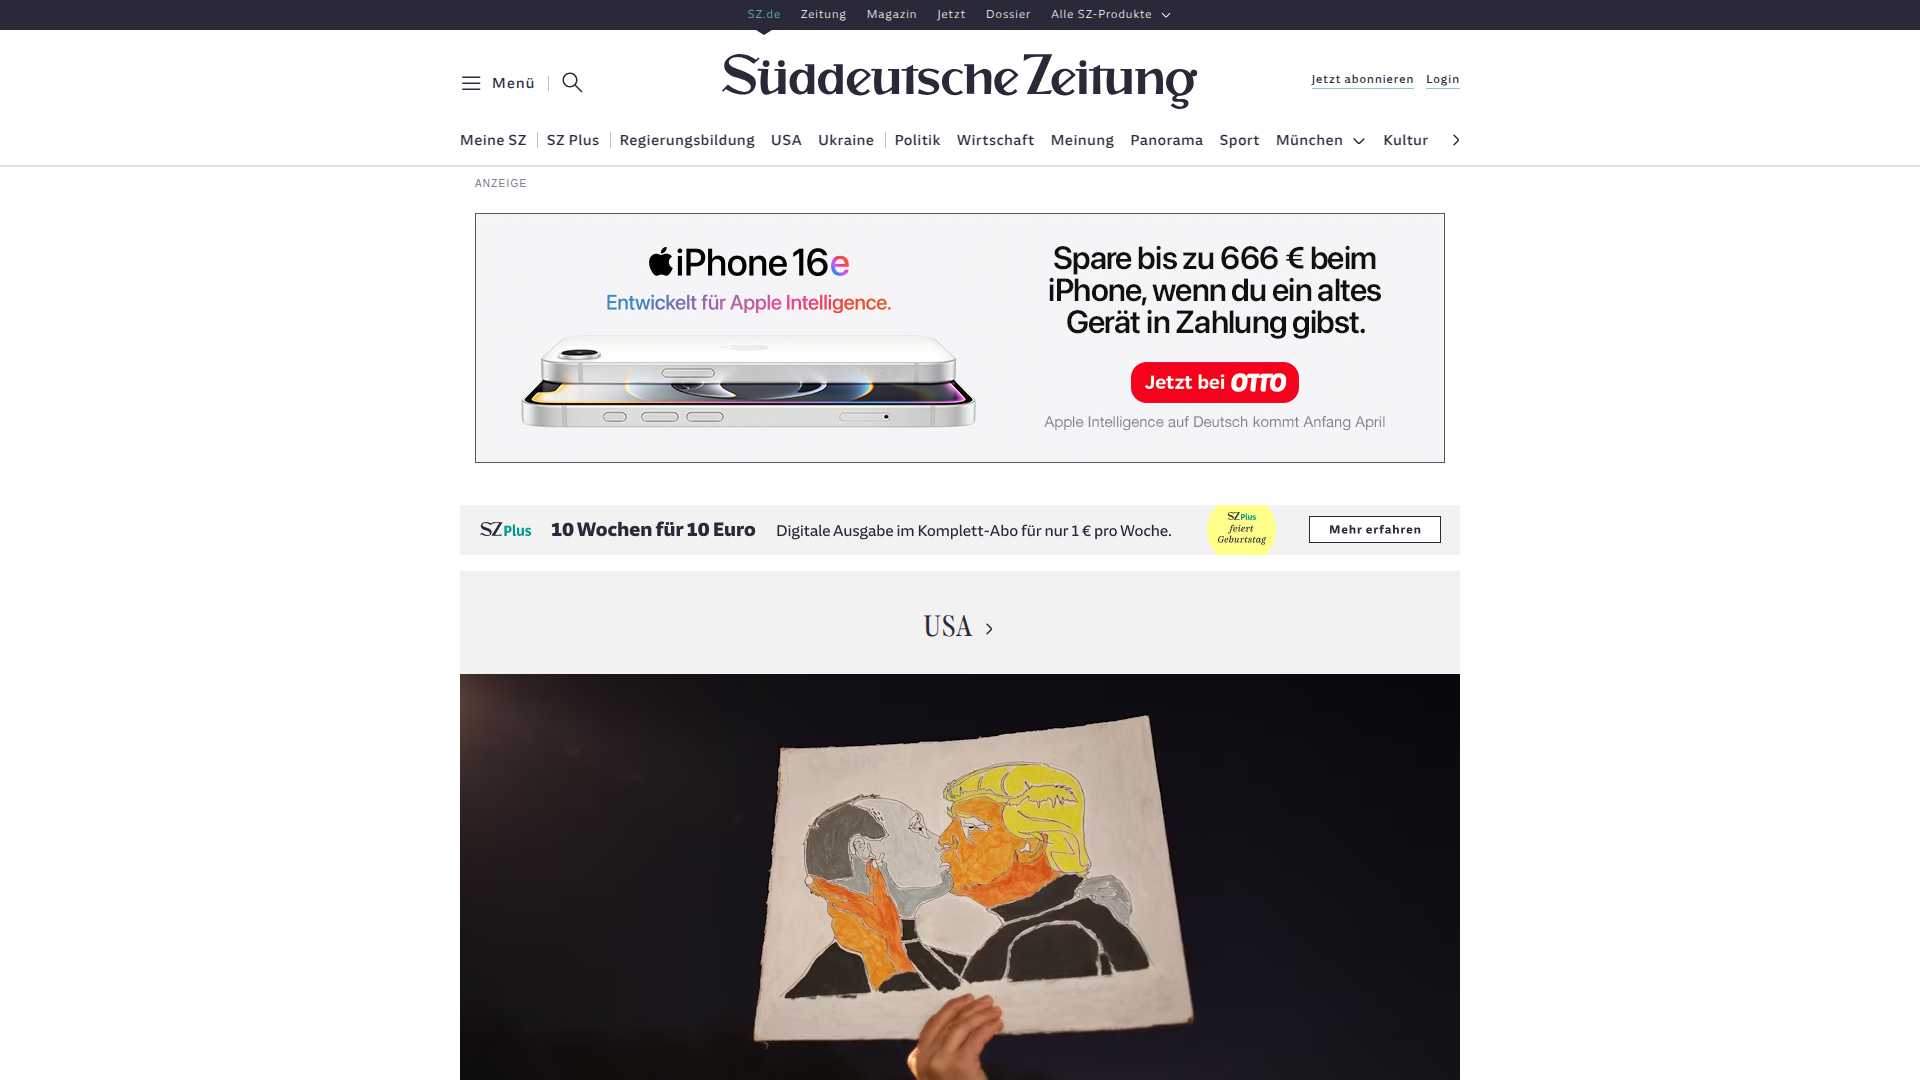 SZ.de Zeitung Magazin Jetzt Dossier Alle SZ-Produkte
Menü
Süddeutsche Zeitung
Jetzt abonnieren Login
Meine SZ SZ Plus Regierungsbildung USA Ukraine Politik Wirtschaft Meinung Panorama Sport München Kultur
ANZEIGE
iPhone 16e
Entwickelt für Apple Intelligence.
Spare bis zu 666 € beim
iPhone, wenn du ein altes
Gerät in Zahlung gibst.
Jetzt bei OTTO
Apple Intelligence auf Deutsch kommt Anfang April
SZ Plus 10 Wochen für 10 Euro Digitale Ausgabe im Komplett-Abo für nur 1 € pro Woche.
SZ Plus
feiert
Geburtstag
Mehr erfahren
USA